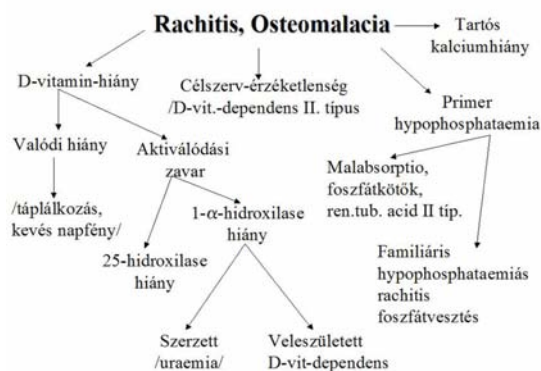 Rachitis, Osteomalacia
Tartós
kalciumhiány
D-vitamin-hiány
Célszerv-érzéketlenség
/D-vit.-dependens II. típus
Primer
hypophosphataemia
Valódi hiány
Aktiválódási
zavar
Malabsorptio,
foszfátkötők,
ren.tub. acid II típ.
/táplálkozás,
kevés napfény/
1-α-hidroxilase
hiány
25-hidroxilase
hiány
Familiáris
hypophosphataemiás
rachitis
foszfátvesztés
Szerzett
/uraemia/
Veleszületett
D-vit-dependens